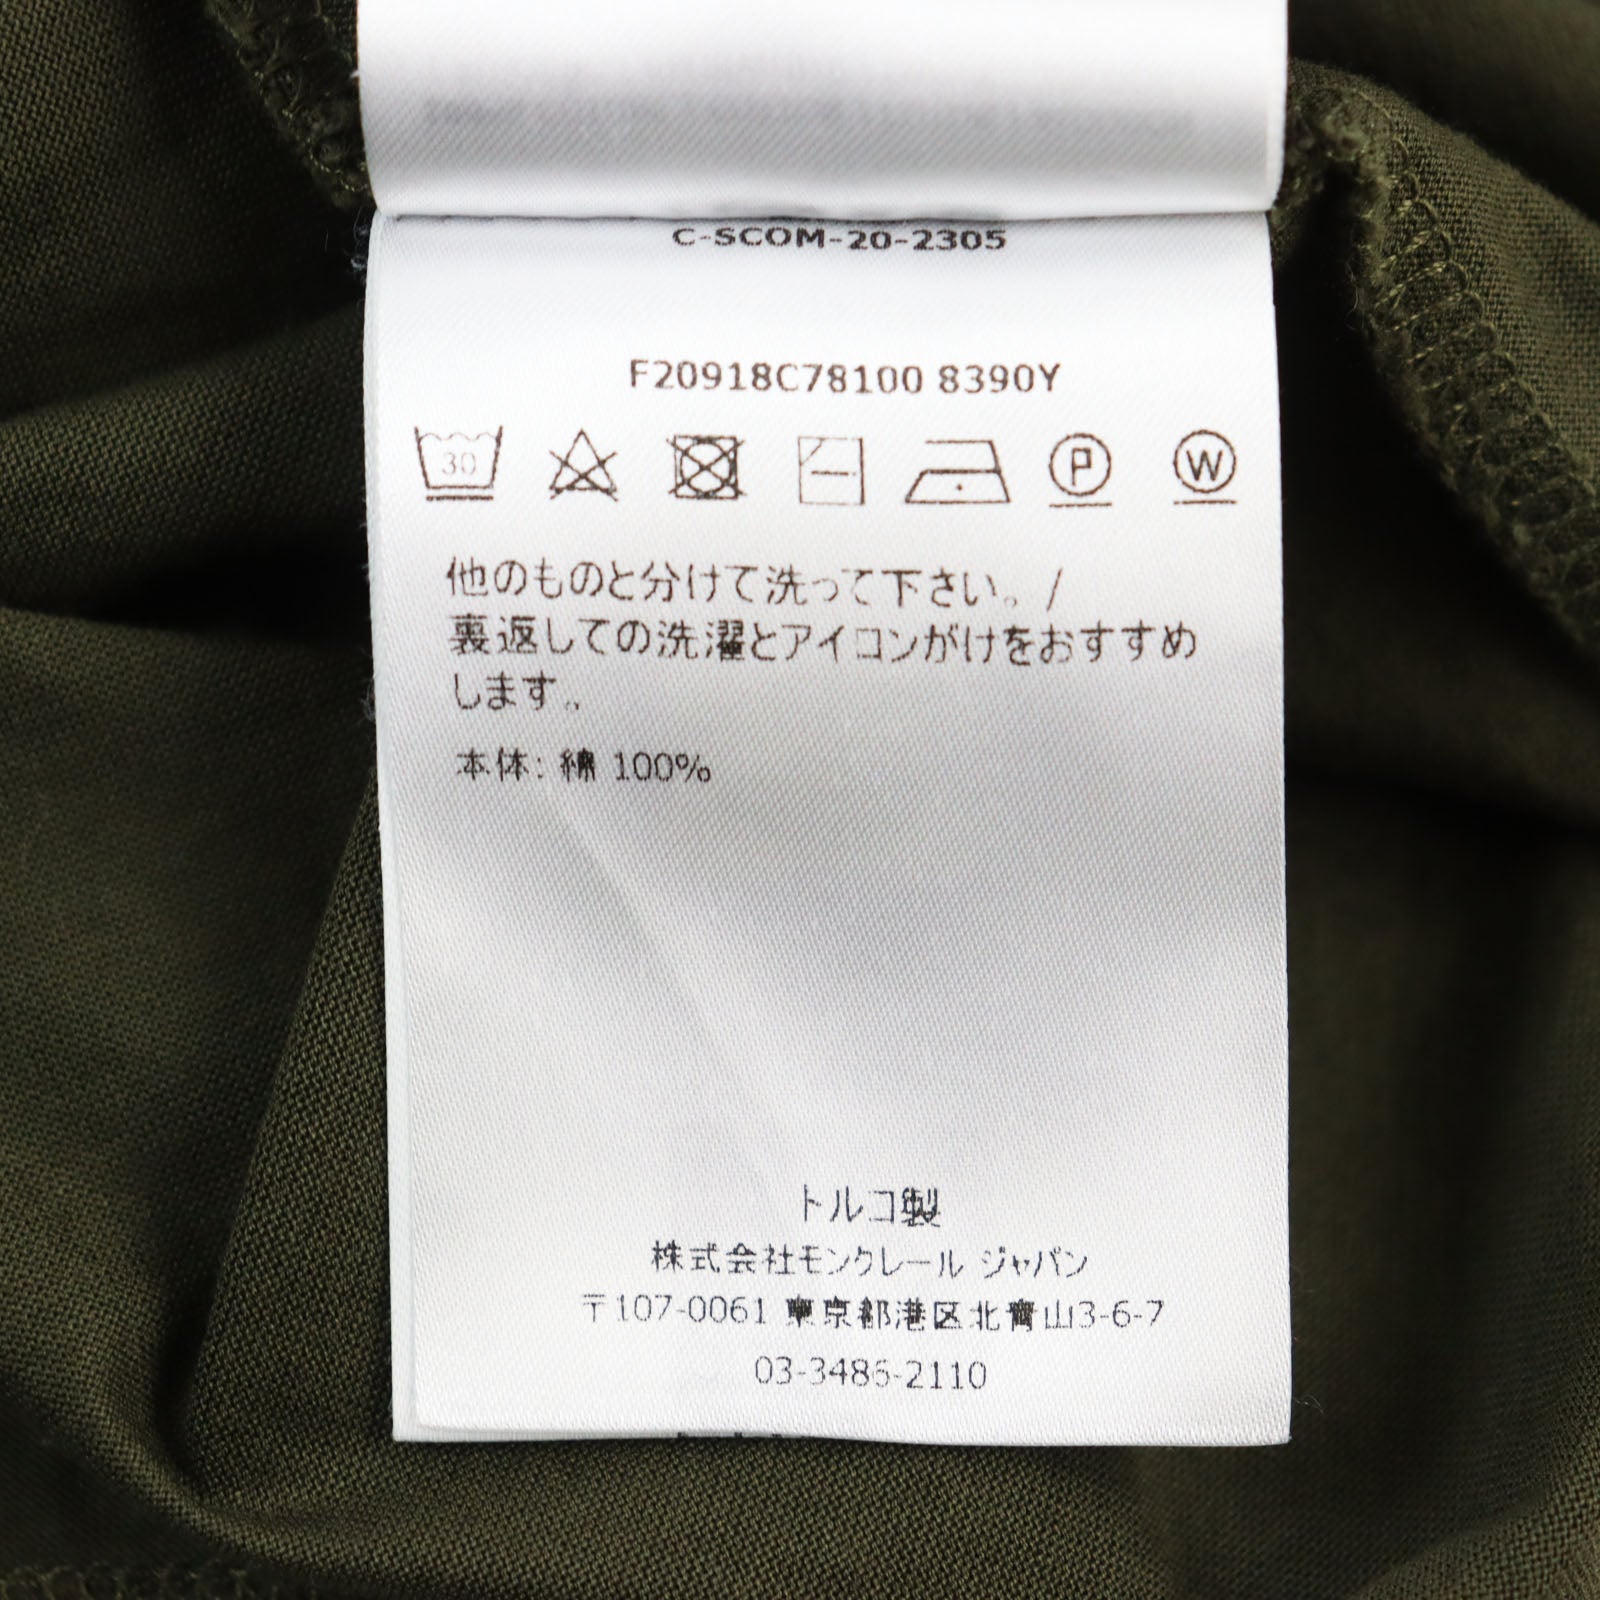 C-SCOM-20-2305
F20918C78100 8390Y
30 P W
他のものと分けて洗って下さい。/
裏返しての洗濯とアイコンがけをおすすめ
します。
本体: 綿 100%
トルコ製
株式会社モンクレール ジャパン
〒107-0061 東京都港区北青山3-6-7
03-3486-2110